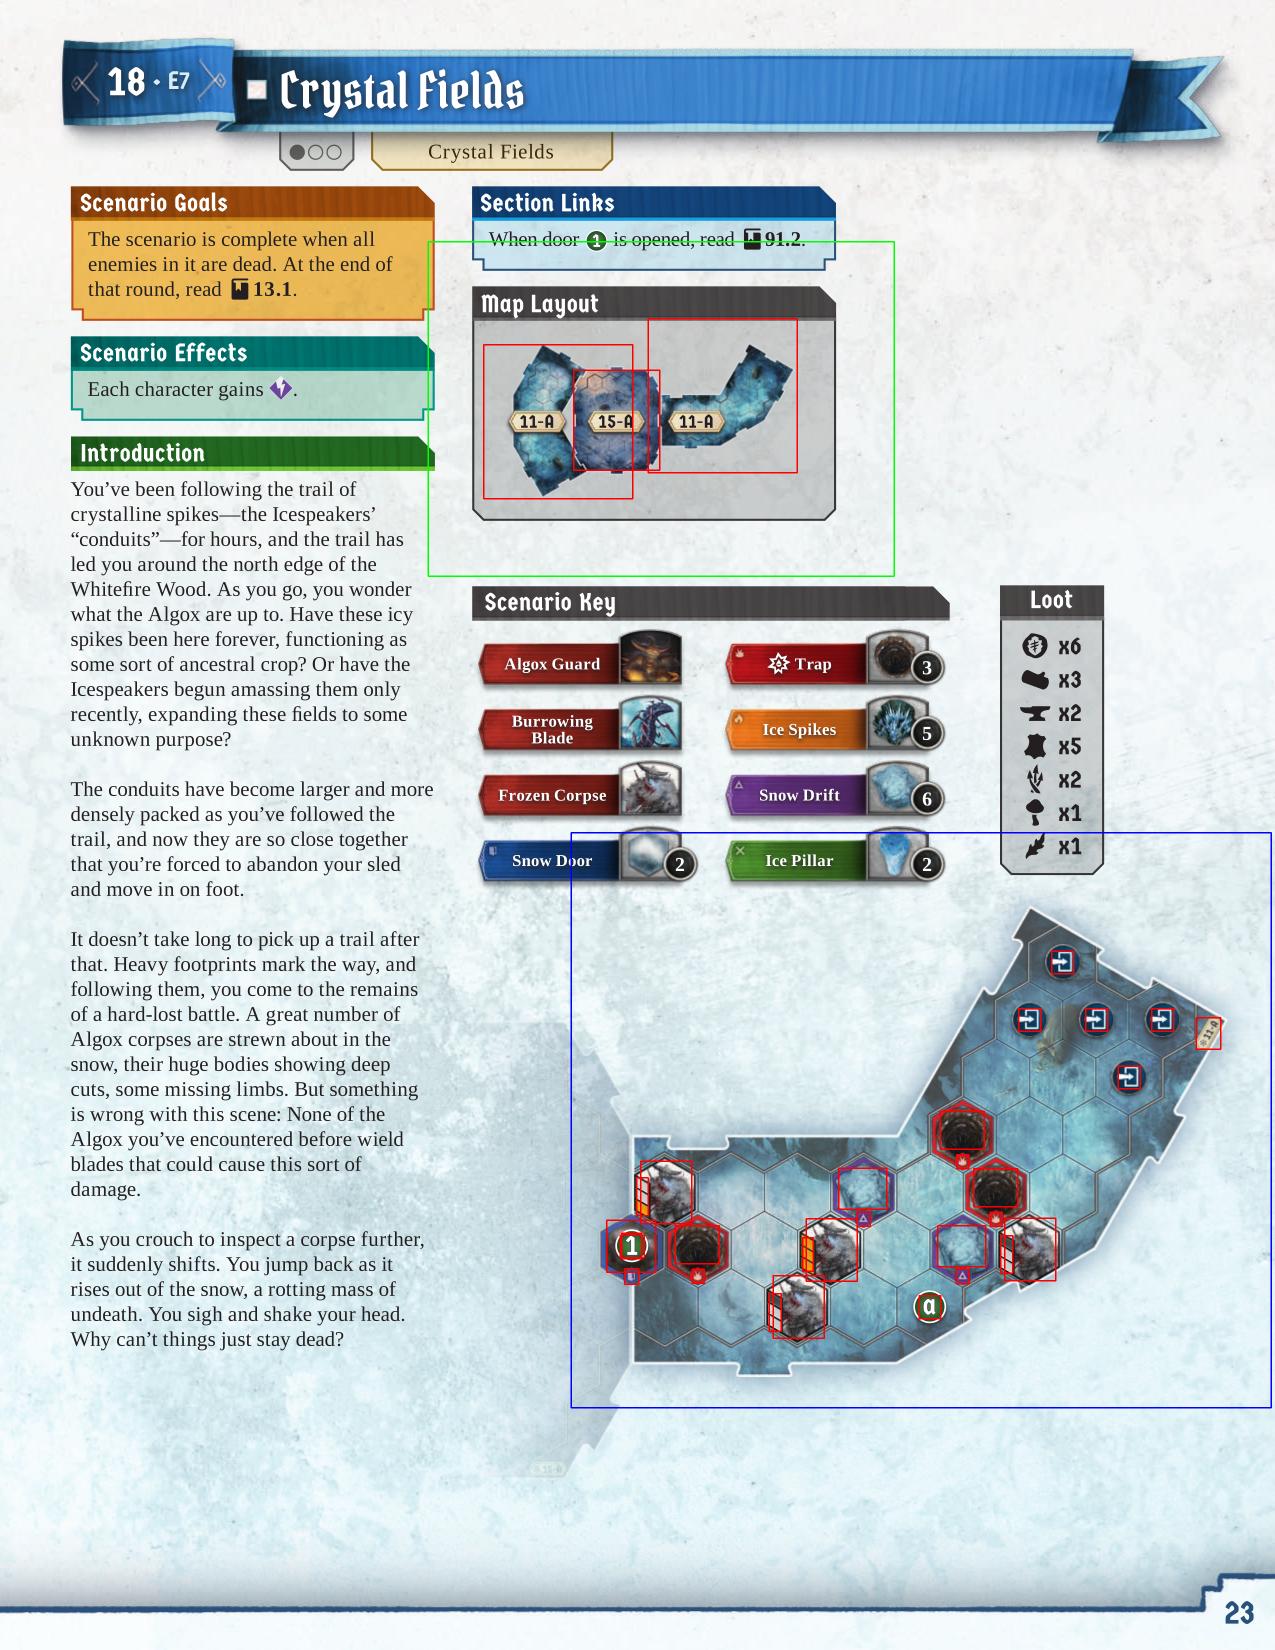 18 · E7
Crystal Fields
Crystal Fields
Scenario Goals
The scenario is complete when all
enemies in it are dead. At the end of
that round, read 13.1.
Scenario Effects
Each character gains .
Introduction
You’ve been following the trail of
crystalline spikes—the Icespeakers’
“conduits”—for hours, and the trail has
led you around the north edge of the
Whitefire Wood. As you go, you wonder
what the Algox are up to. Have these icy
spikes been here forever, functioning as
some sort of ancestral crop? Or have the
Icespeakers begun amassing them only
recently, expanding these fields to some
unknown purpose?
The conduits have become larger and more
densely packed as you’ve followed the
trail, and now they are so close together
that you’re forced to abandon your sled
and move in on foot.
It doesn’t take long to pick up a trail after
that. Heavy footprints mark the way, and
following them, you come to the remains
of a hard-lost battle. A great number of
Algox corpses are strewn about in the
snow, their huge bodies showing deep
cuts, some missing limbs. But something
is wrong with this scene: None of the
Algox you’ve encountered before wield
blades that could cause this sort of
damage.
As you crouch to inspect a corpse further,
it suddenly shifts. You jump back as it
rises out of the snow, a rotting mass of
undeath. You sigh and shake your head.
Why can’t things just stay dead?
Section Links
When door 1 is opened, read 91.2.
Map Layout
11-A
15-A
11-A
Scenario Key
Algox Guard
Burrowing
Blade
Frozen Corpse
Snow Door 2
Trap 3
Ice Spikes 5
Snow Drift 6
Ice Pillar 2
Loot
x6
x3
x2
x5
x2
x1
x1
11-A
1
a
11-A
23